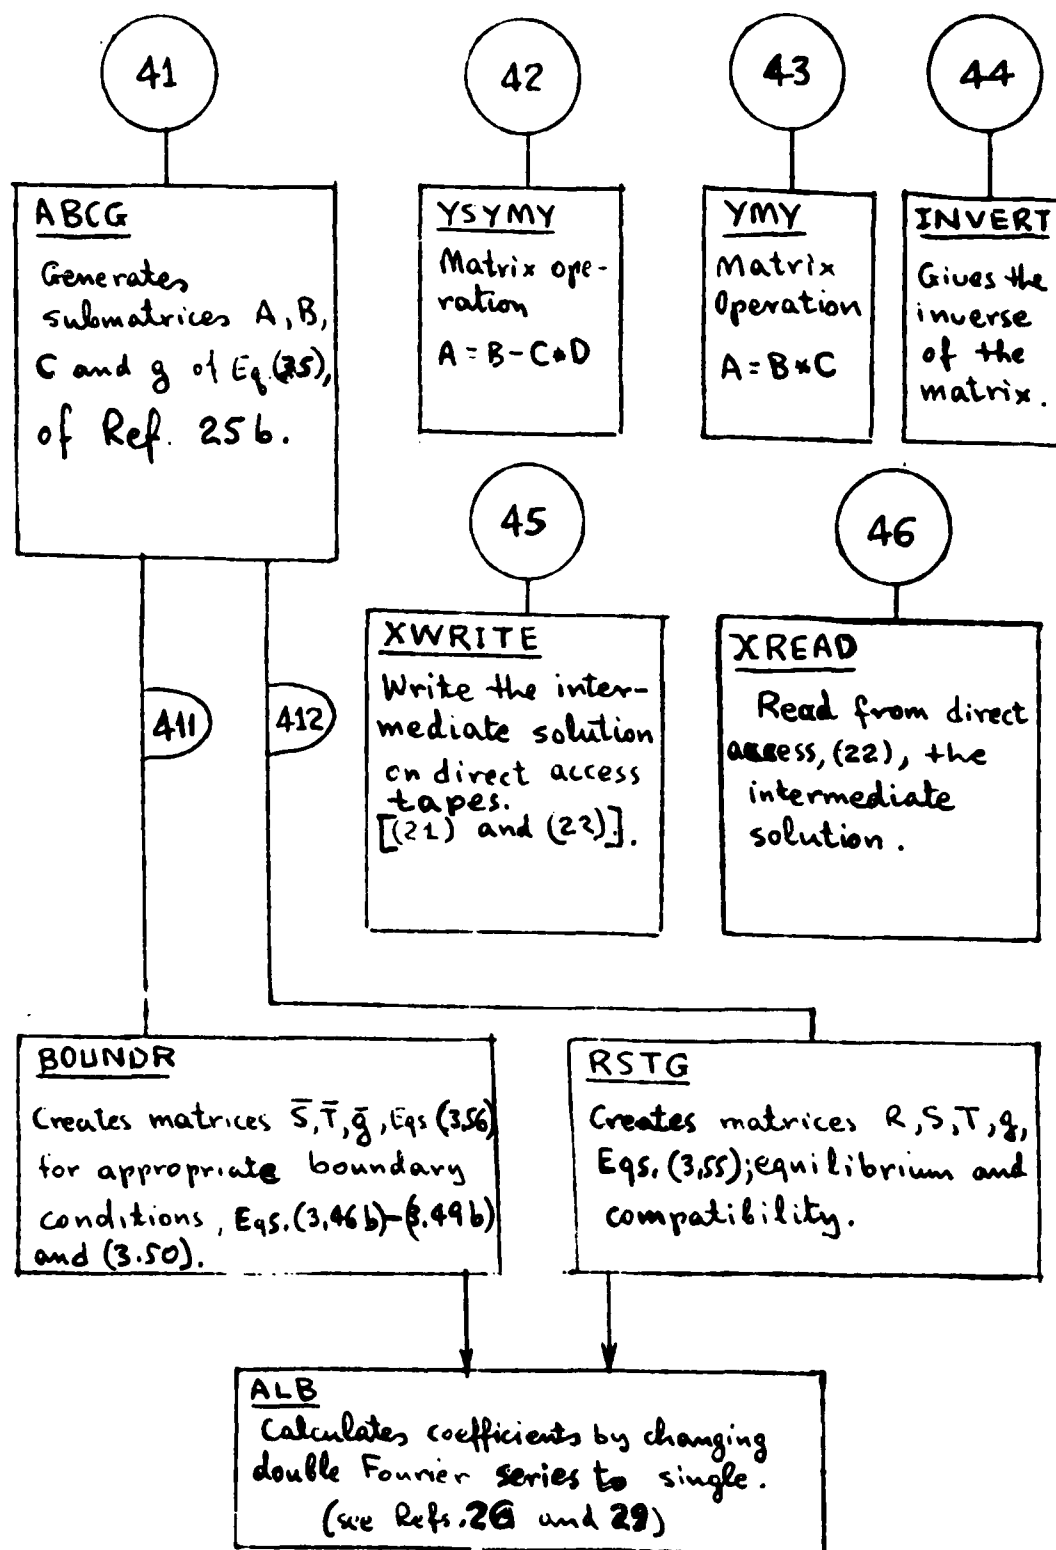 41
42
43
44
ABCG
Generates
submatrices A, B,
C and g of Eq.(35),
of Ref. 25b.
YSYMY
Matrix ope-
ration
A = B - C*D
YMY
Matrix
Operation
A = B*C
INVERT
Gives the
inverse
of the
matrix.
45
46
XWRITE
Write the inter-
mediate solution
on direct access
tapes.
[(21) and (22)].
XREAD
Read from direct
access, (22), the
intermediate
solution.
411
412
BOUNDR
Creates matrices S̄, T̄, ḡ, Eqs (3.56)
for appropriate boundary
conditions, Eqs. (3.46b)-(3.49b)
and (3.50).
RSTG
Creates matrices R, S, T, g,
Eqs. (3.55); equilibrium and
compatibility.
ALB
Calculates coefficients by changing
double Fourier series to single.
(see Refs. 26 and 29)